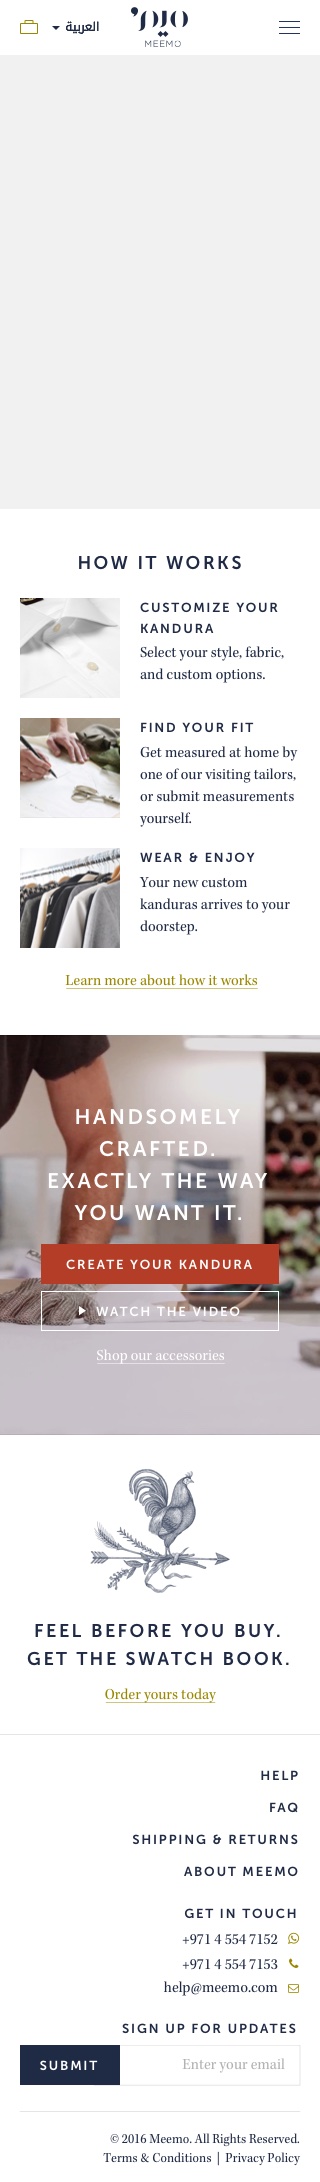 العربية
ميمو
MEEMO
HOW IT WORKS
CUSTOMIZE YOUR
KANDURA
Select your style, fabric,
and custom options.
FIND YOUR FIT
Get measured at home by
one of our visiting tailors,
or submit measurements
yourself.
WEAR & ENJOY
Your new custom
kanduras arrives to your
doorstep.
Learn more about how it works
HANDSOMELY
CRAFTED.
EXACTLY THE WAY
YOU WANT IT.
CREATE YOUR KANDURA
WATCH THE VIDEO
Shop our accessories
FEEL BEFORE YOU BUY.
GET THE SWATCH BOOK.
Order yours today
HELP
FAQ
SHIPPING & RETURNS
ABOUT MEEMO
GET IN TOUCH
+971 4 554 7152
+971 4 554 7153
help@meemo.com
SIGN UP FOR UPDATES
SUBMIT Enter your email
© 2016 Meemo. All Rights Reserved.
Terms & Conditions | Privacy Policy